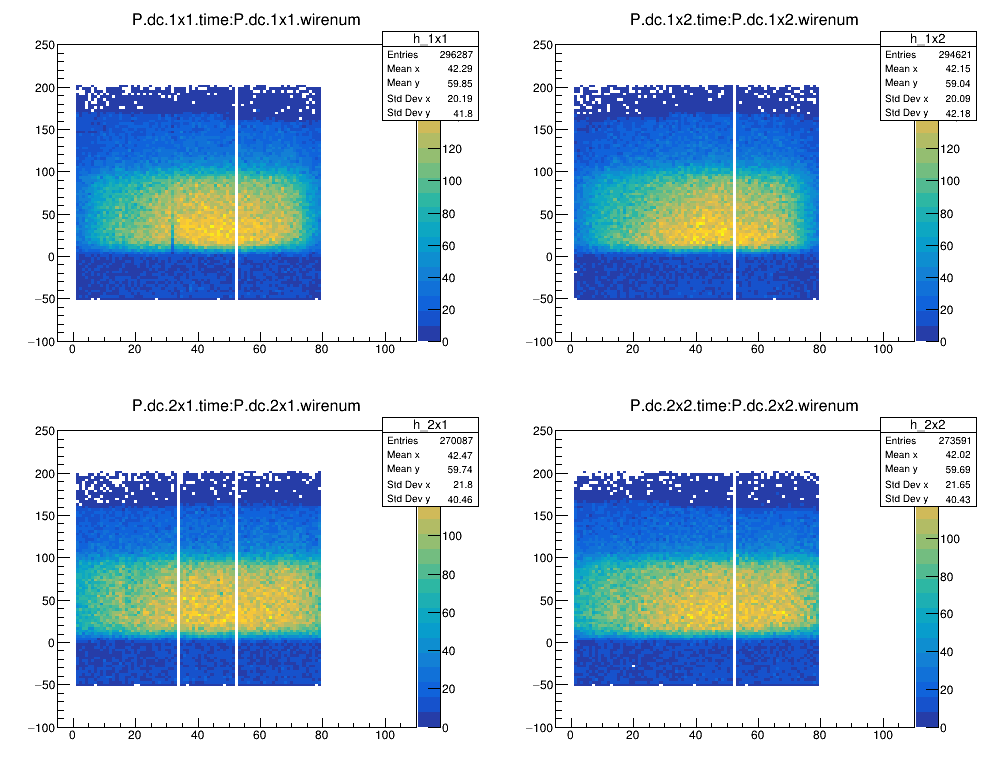 P.dc.1x1.time:P.dc.1x1.wirenum
h_1x1
Entries 296287
Mean x 42.29
Mean y 59.85
Std Dev x 20.19
Std Dev y 41.8
250
200
150
100
50
0
−50
−100
0 20 40 60 80 100
120
100
80
60
40
20
0
P.dc.1x2.time:P.dc.1x2.wirenum
h_1x2
Entries 294621
Mean x 42.15
Mean y 59.04
Std Dev x 20.09
Std Dev y 42.18
250
200
150
100
50
0
−50
−100
0 20 40 60 80 100
120
100
80
60
40
20
0
P.dc.2x1.time:P.dc.2x1.wirenum
h_2x1
Entries 270087
Mean x 42.47
Mean y 59.74
Std Dev x 21.8
Std Dev y 40.46
250
200
150
100
50
0
−50
−100
0 20 40 60 80 100
100
80
60
40
20
0
P.dc.2x2.time:P.dc.2x2.wirenum
h_2x2
Entries 273591
Mean x 42.02
Mean y 59.69
Std Dev x 21.65
Std Dev y 40.43
250
200
150
100
50
0
−50
−100
0 20 40 60 80 100
100
80
60
40
20
0